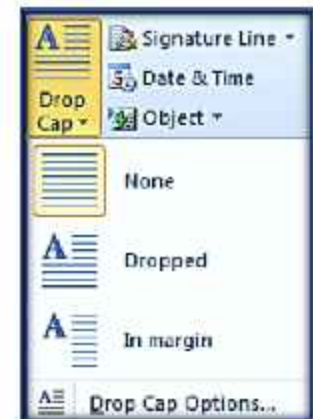 Signature Line
Date & Time
Drop
Cap
Object
None
Dropped
In margin
Drop Cap Options...